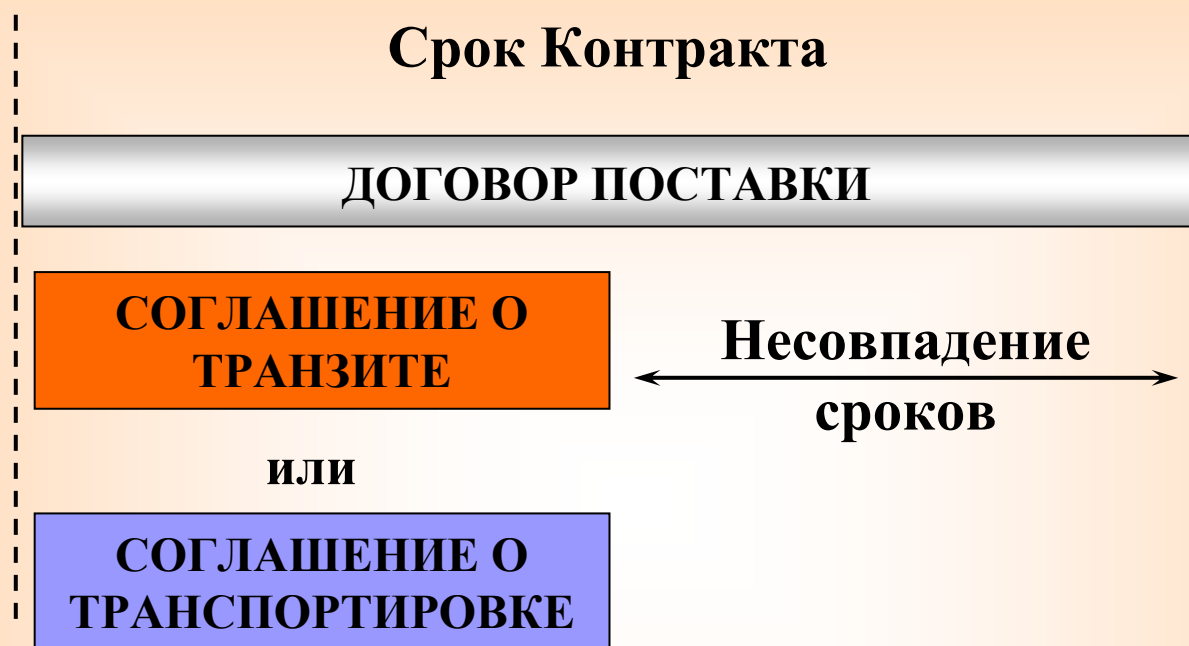 Срок Контракта
ДОГОВОР ПОСТАВКИ
СОГЛАШЕНИЕ О
ТРАНЗИТЕ
Несовпадение
сроков
или
СОГЛАШЕНИЕ О
ТРАНСПОРТИРОВКЕ